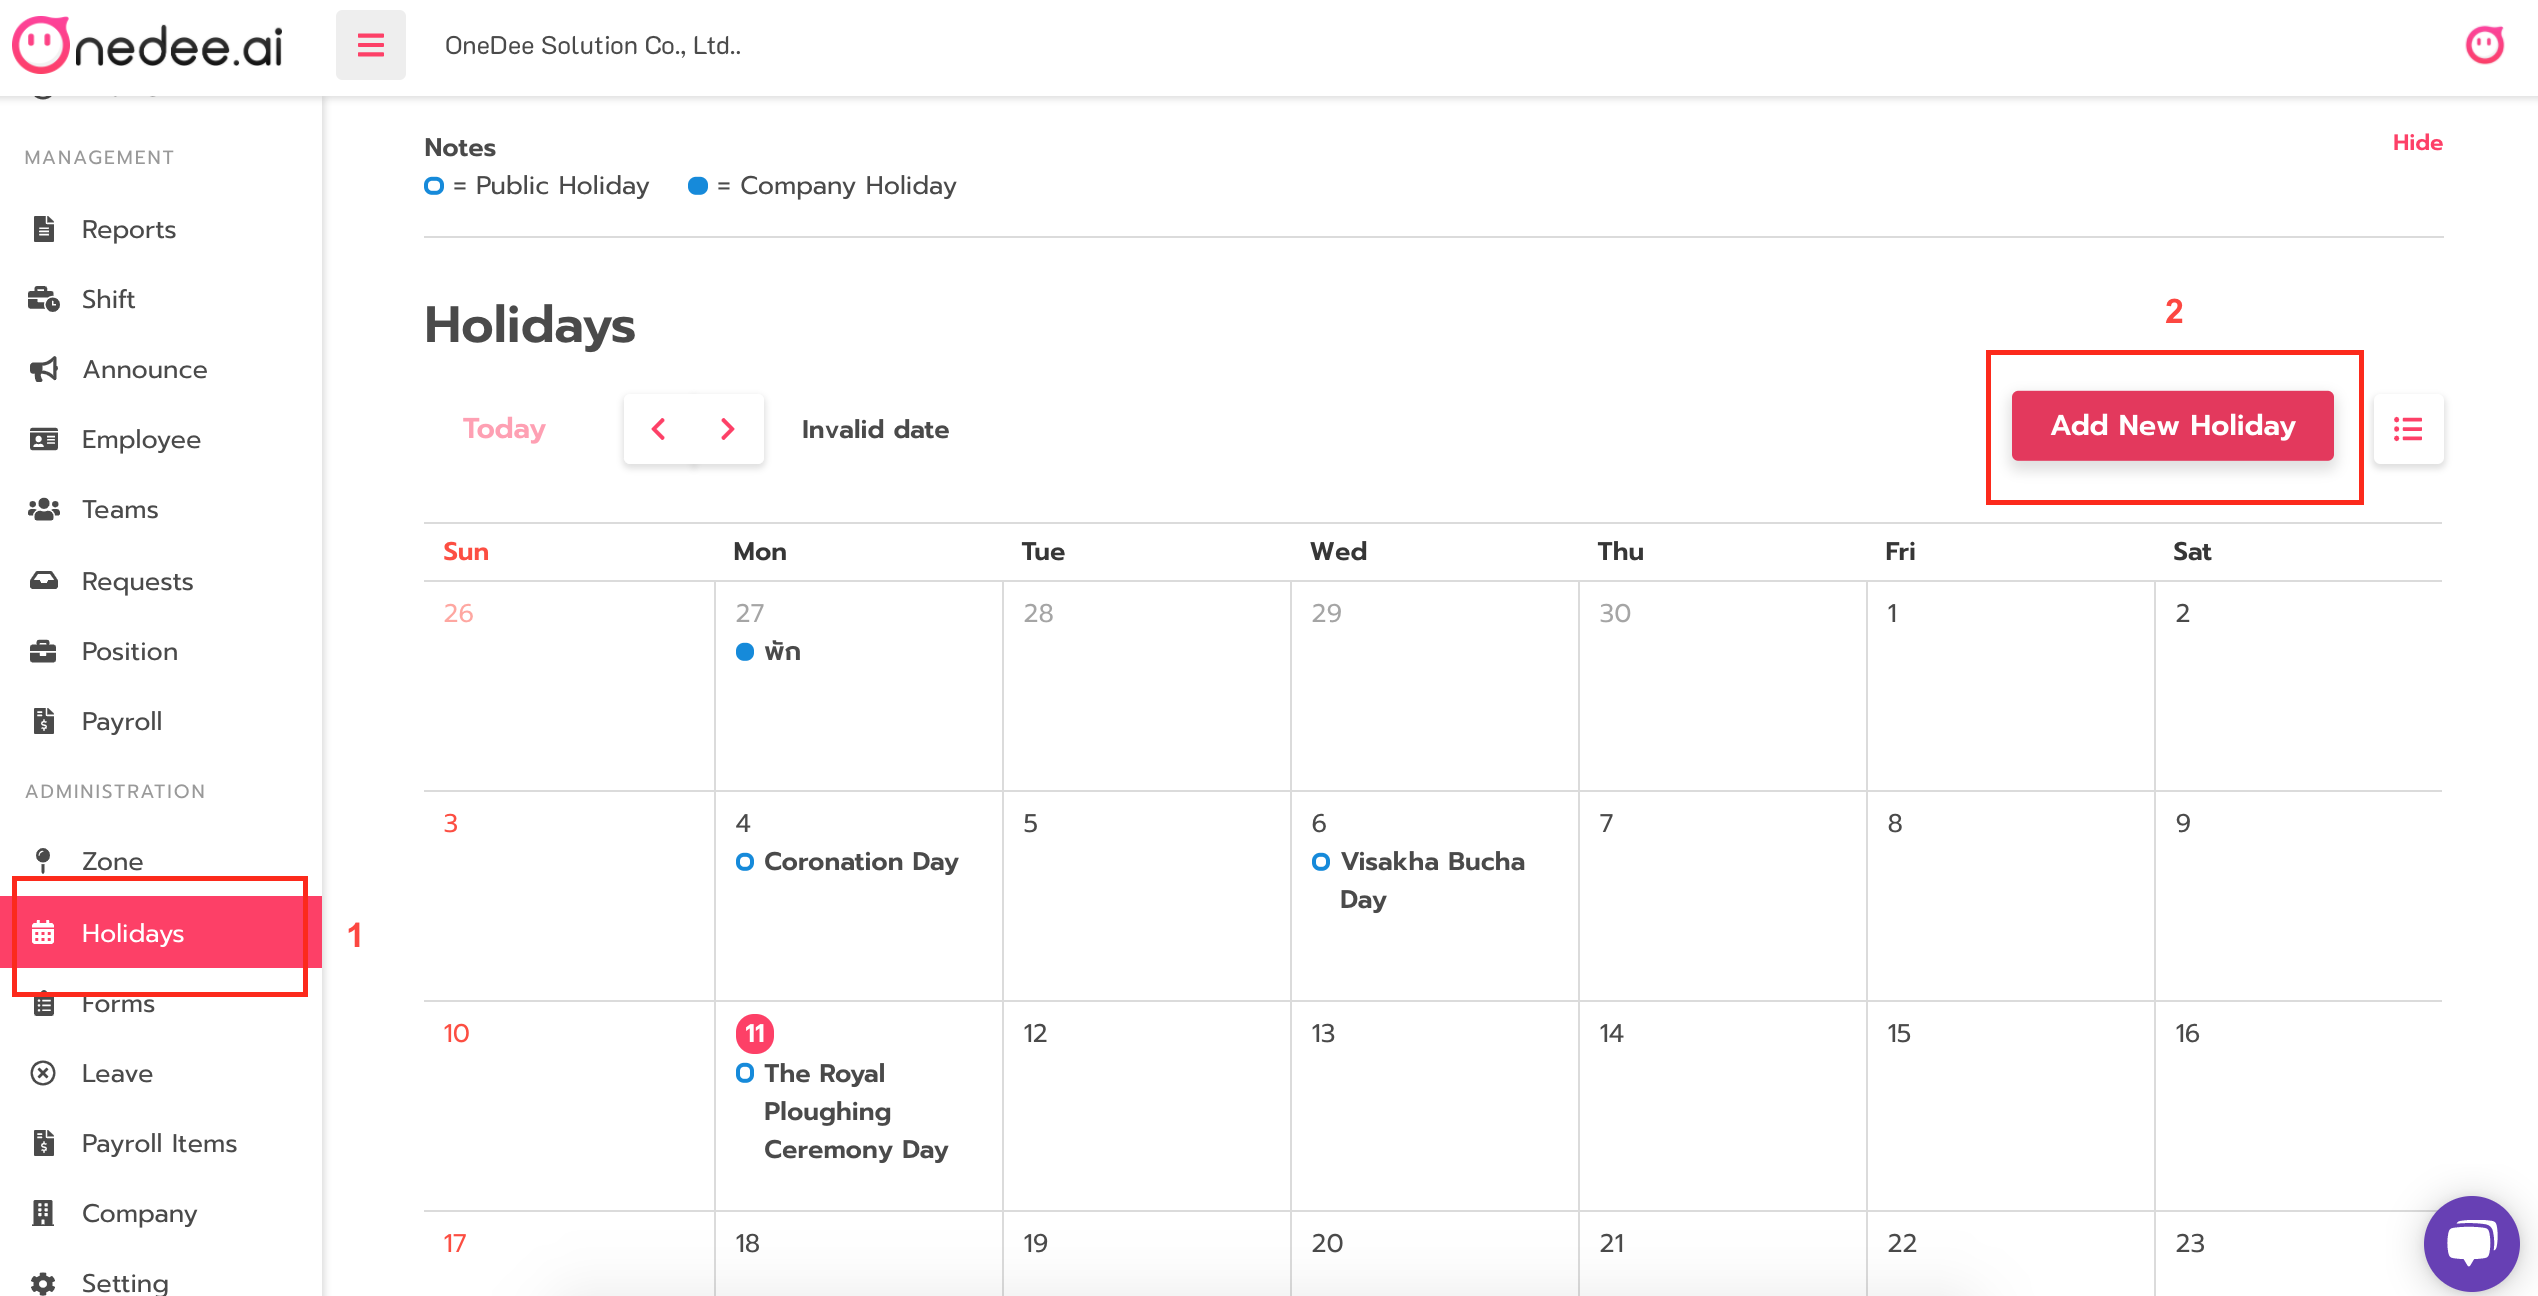 Onedee.ai
OneDee Solution Co., Ltd..
MANAGEMENT
Reports
Shift
Announce
Employee
Teams
Requests
Position
Payroll
ADMINISTRATION
Zone
Holidays
1
Forms
Leave
Payroll Items
Company
Setting
Notes
Hide
= Public Holiday = Company Holiday
Holidays
2
Today Invalid date Add New Holiday
Sun Mon Tue Wed Thu Fri Sat
26 27 28 29 30 1 2
พัก
3 4 5 6 7 8 9
Coronation Day Visakha Bucha
Day
10 11 12 13 14 15 16
The Royal
Ploughing
Ceremony Day
17 18 19 20 21 22 23